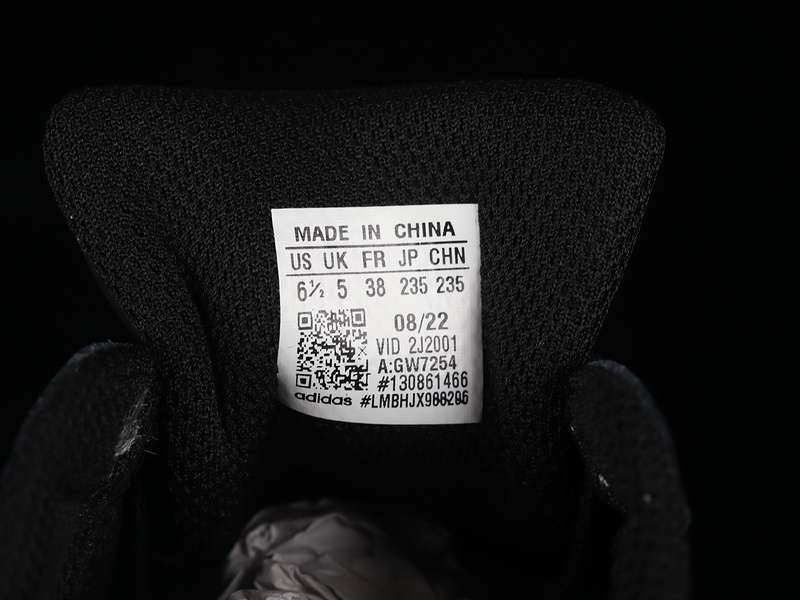 MADE IN CHINA
US UK FR JP CHN
6½ 5 38 235 235
08/22
VID 2J2001
A:GW7254
#130861466
adidas #LMBHJX988286